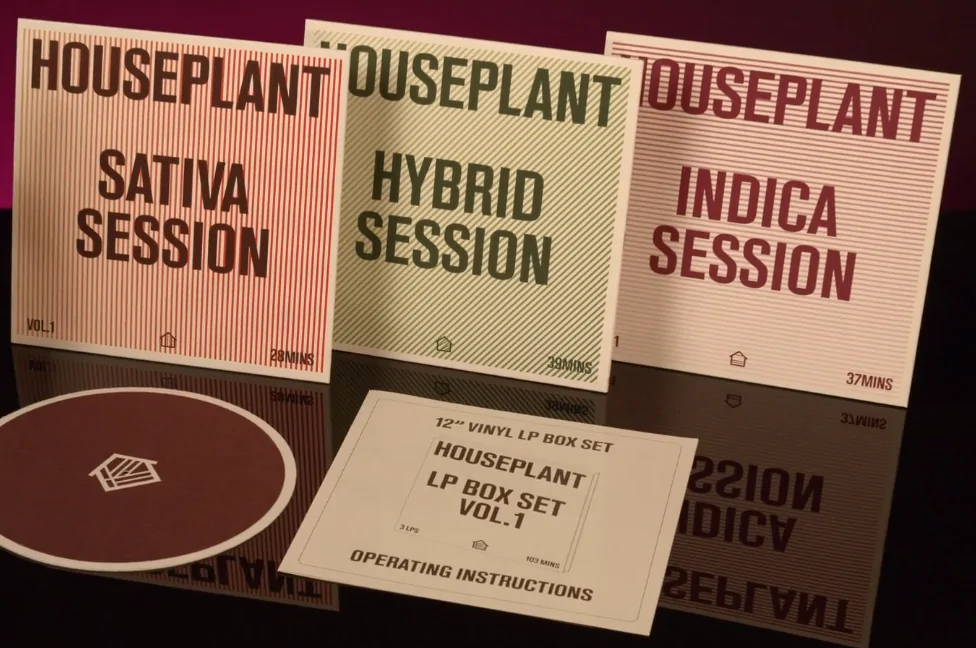 HOUSEPLANT
SATIVA
SESSION
VOL.1
28MINS
HOUSEPLANT
HYBRID
SESSION
39MINS
HOUSEPLANT
INDICA
SESSION
1
37MINS
12” VINYL LP BOX SET
HOUSEPLANT
LP BOX SET
VOL.1
3 LPS
103 MINS
OPERATING INSTRUCTIONS